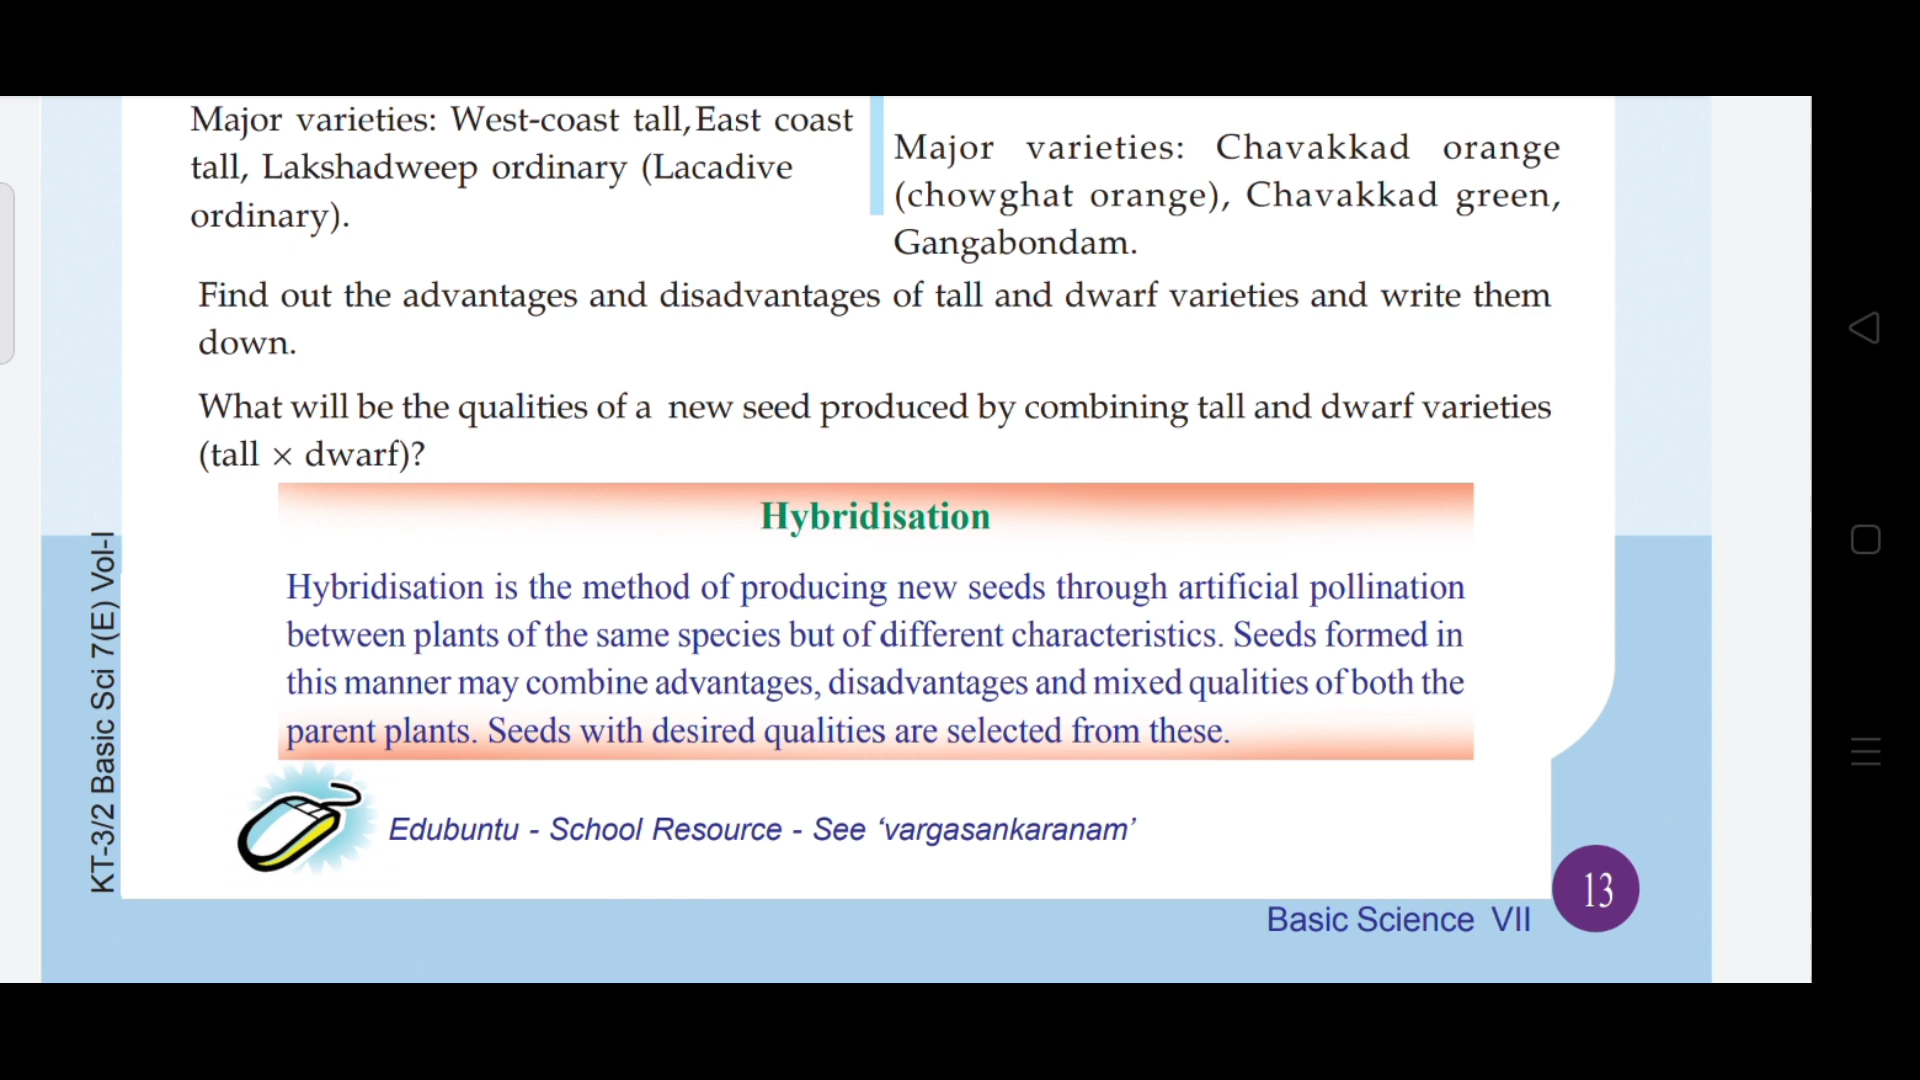 Major varieties: West-coast tall, East coast
tall, Lakshadweep ordinary (Lacadive
ordinary).
Major varieties: Chavakkad orange
(chowghat orange), Chavakkad green,
Gangabondam.
Find out the advantages and disadvantages of tall and dwarf varieties and write them
down.
What will be the qualities of a new seed produced by combining tall and dwarf varieties
(tall × dwarf)?
Hybridisation
Hybridisation is the method of producing new seeds through artificial pollination
between plants of the same species but of different characteristics. Seeds formed in
this manner may combine advantages, disadvantages and mixed qualities of both the
parent plants. Seeds with desired qualities are selected from these.
Edubuntu - School Resource - See ‘vargasankaranam’
KT-3/2 Basic Sci 7(E) Vol-I
13
Basic Science VII